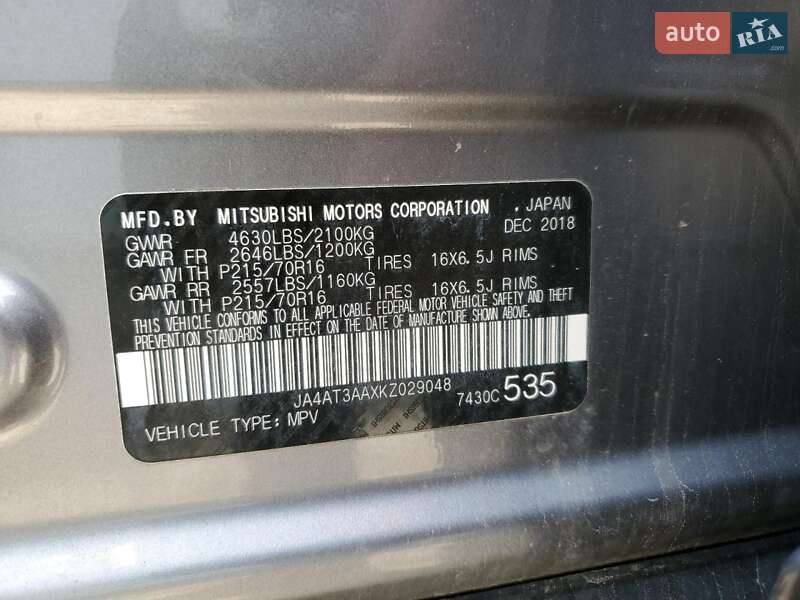 auto RIA.com
MFD.BY MITSUBISHI MOTORS CORPORATION , JAPAN
GVWR 4630LBS/2100KG DEC 2018
GAWR FR 2646LBS/1200KG
WITH P215/70R16 TIRES 16X6.5J RIMS
GAWR RR 2557LBS/1160KG
WITH P215/70R16 TIRES 16X6.5J RIMS
THIS VEHICLE CONFORMS TO ALL APPLICABLE FEDERAL MOTOR VEHICLE SAFETY AND THEFT
PREVENTION STANDARDS IN EFFECT ON THE DATE OF MANUFACTURE SHOWN ABOVE.
JA4AT3AAXKZ029048 7430C 535
VEHICLE TYPE: MPV